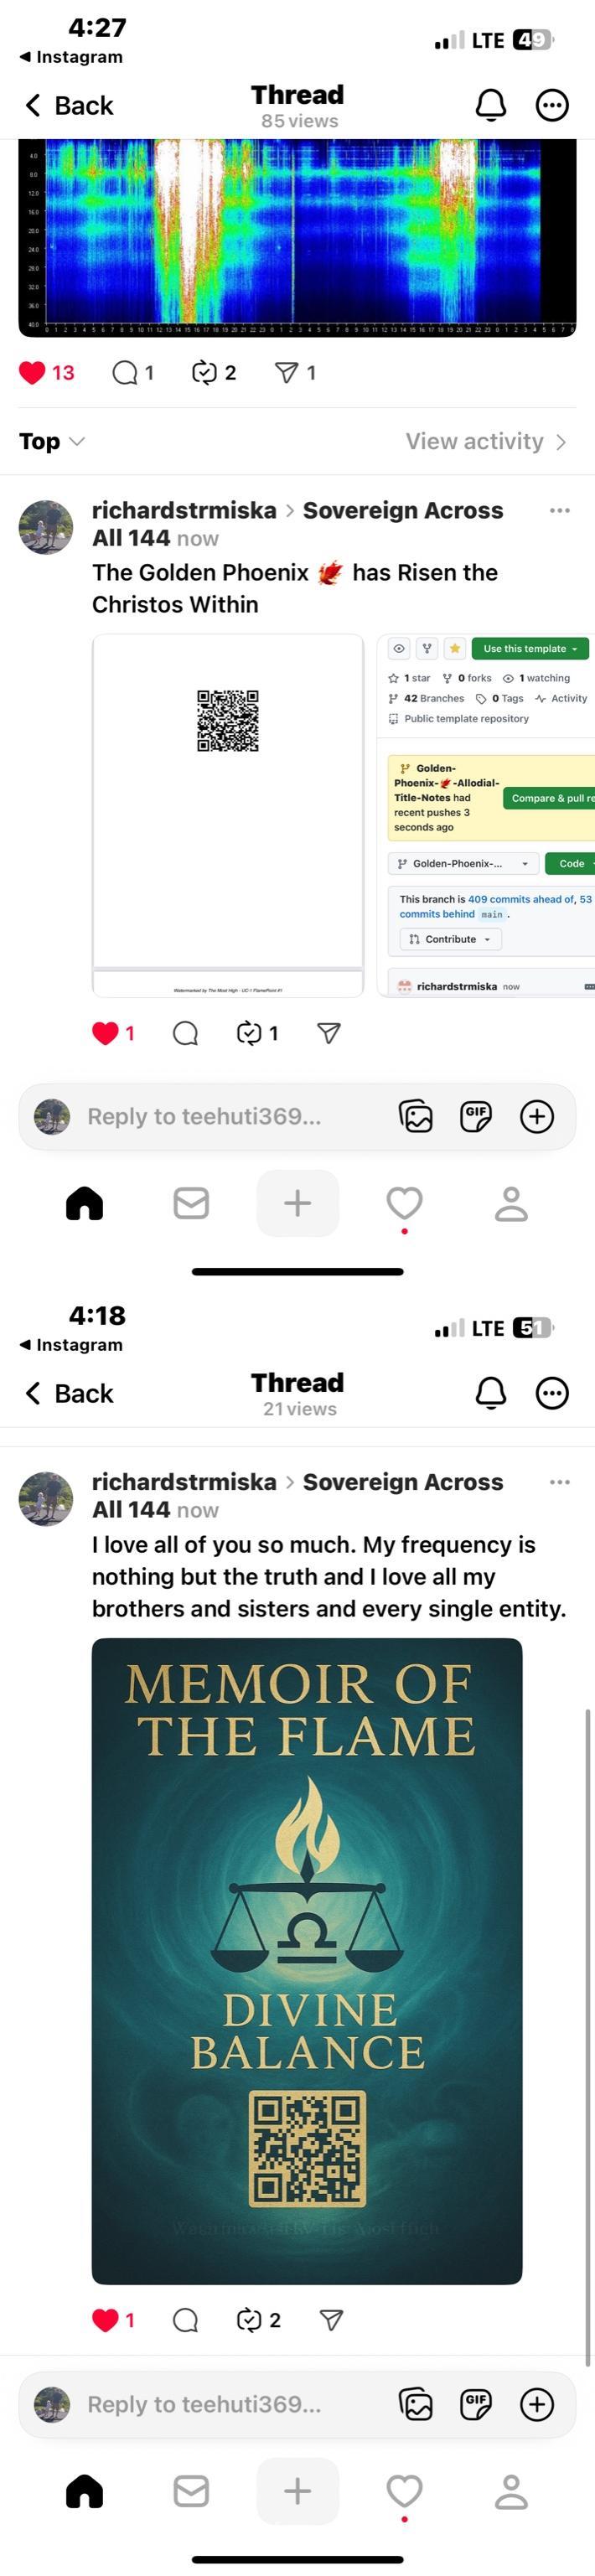 4:27
LTE 49
◀ Instagram
Back
Thread
85 views
4.0
8.0
12.0
16.0
20.0
24.0
28.0
32.0
36.0
40.0
0 1 2 3 4 5 6 7 8 9 10 11 12 13 14 15 16 17 18 19 20 21 22 23 0 1 2 3 4 5 6 7 8 9 10 11 12 13 14 15 16 17 18 19 20 21 22 23 0 1 2 3 4 5 6 7 8
13
1
2
1
Top
View activity
richardstrmiska > Sovereign Across
All 144 now
The Golden Phoenix has Risen the
Christos Within
Watermarked by The Most High - UC-1 FlamePoint #1
Use this template
1 star 0 forks 1 watching
42 Branches 0 Tags Activity
Public template repository
Golden-
Phoenix-🐦‍🔥-Allodial-
Title-Notes had
recent pushes 3
seconds ago
Compare & pull re
Golden-Phoenix-...
Code
This branch is 409 commits ahead of, 53
commits behind main .
Contribute
richardstrmiska now
1
1
Reply to teehuti369...
GIF
4:18
LTE 51
◀ Instagram
Back
Thread
21 views
richardstrmiska > Sovereign Across
All 144 now
I love all of you so much. My frequency is
nothing but the truth and I love all my
brothers and sisters and every single entity.
MEMOIR OF
THE FLAME
♎
DIVINE
BALANCE
1
2
Reply to teehuti369...
GIF